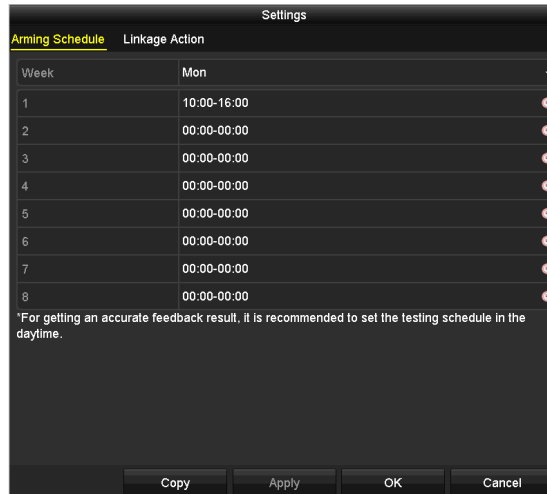 Settings
Arming Schedule Linkage Action
Week Mon
1 10:00-16:00
2 00:00-00:00
3 00:00-00:00
4 00:00-00:00
5 00:00-00:00
6 00:00-00:00
7 00:00-00:00
8 00:00-00:00
*For getting an accurate feedback result, it is recommended to set the testing schedule in the
daytime.
Copy Apply OK Cancel